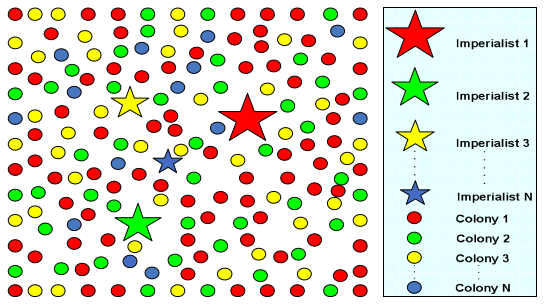 Imperialist 1
Imperialist 2
Imperialist 3
Imperialist N
Colony 1
Colony 2
Colony 3
Colony N